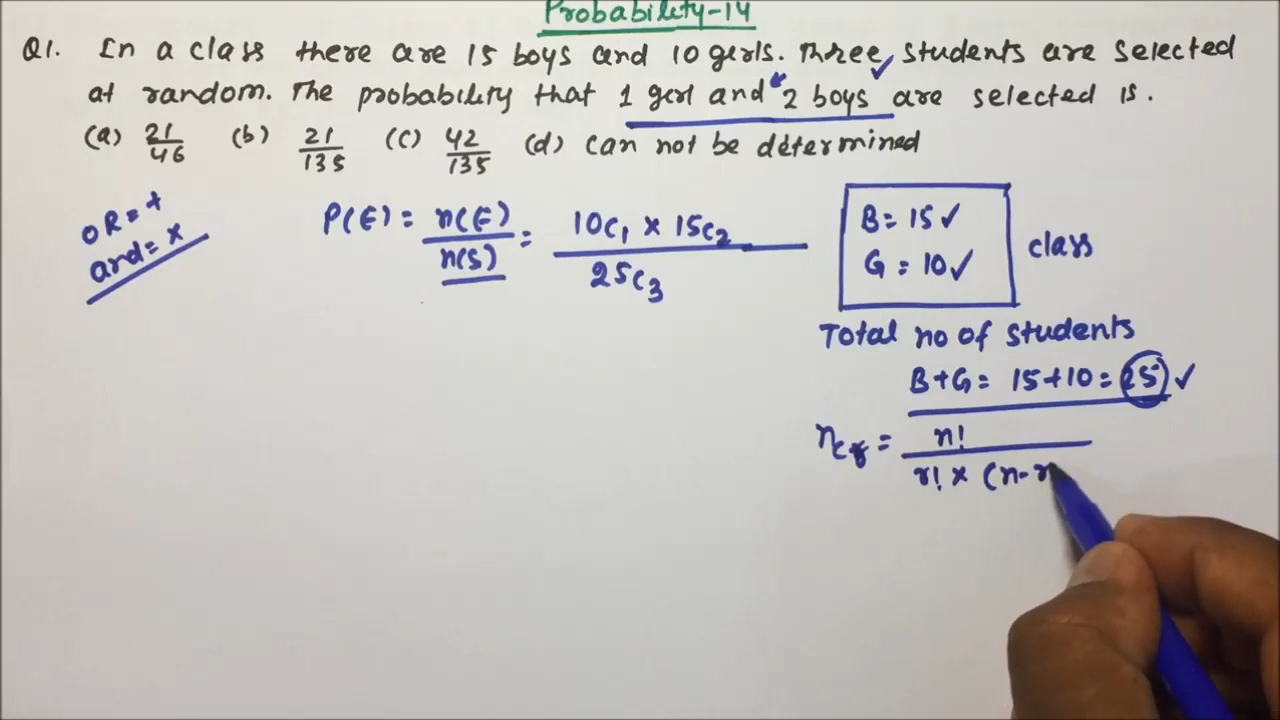 Probability-14
Q1. In a class there are 15 boys and 10 girls. Three students are selected
at random. The probability that 1 girl and 2 boys are selected is.
(a) 21/46 (b) 21/135 (c) 42/135 (d) can not be determined
OR = +
and = x
P(E) = n(E)/n(S) = 10c₁ x 15c₂ / 25c₃
B = 15 ✓
G = 10 ✓
class
Total no of students
B+G = 15+10 = 25 ✓
ncr = n! / r! x (n-r